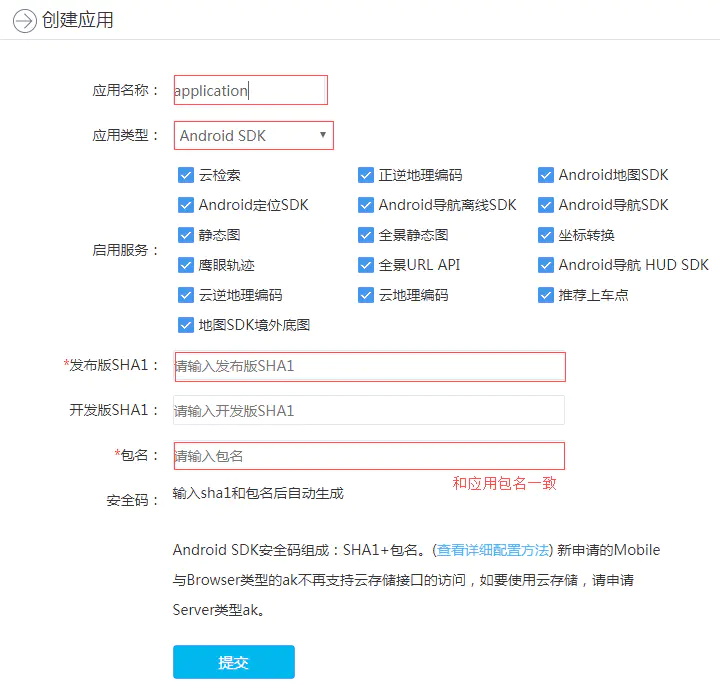 创建应用
应用名称： application
应用类型： Android SDK
启用服务：
云检索 正逆地理编码 Android地图SDK
Android定位SDK Android导航离线SDK Android导航SDK
静态图 全景静态图 坐标转换
鹰眼轨迹 全景URL API Android导航 HUD SDK
云逆地理编码 云地理编码 推荐上车点
地图SDK境外底图
*发布版SHA1： 请输入发布版SHA1
开发版SHA1： 请输入开发版SHA1
*包名： 请输入包名
和应用包名一致
安全码： 输入sha1和包名后自动生成
Android SDK安全码组成：SHA1+包名。(查看详细配置方法) 新申请的Mobile
与Browser类型的ak不再支持云存储接口的访问，如要使用云存储，请申请
Server类型ak。
提交